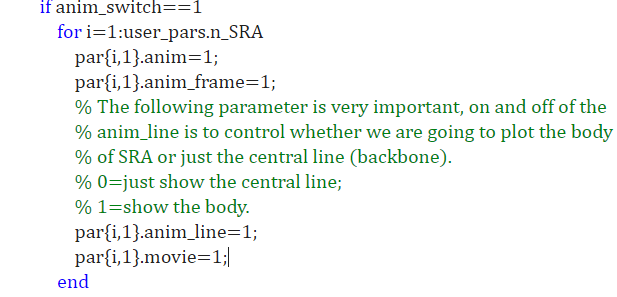 if anim_switch==1
for i=1:user_pars.n_SRA
par{i,1}.anim=1;
par{i,1}.anim_frame=1;
% The following parameter is very important, on and off of the
% anim_line is to control whether we are going to plot the body
% of SRA or just the central line (backbone).
% 0=just show the central line;
% 1=show the body.
par{i,1}.anim_line=1;
par{i,1}.movie=1;
end